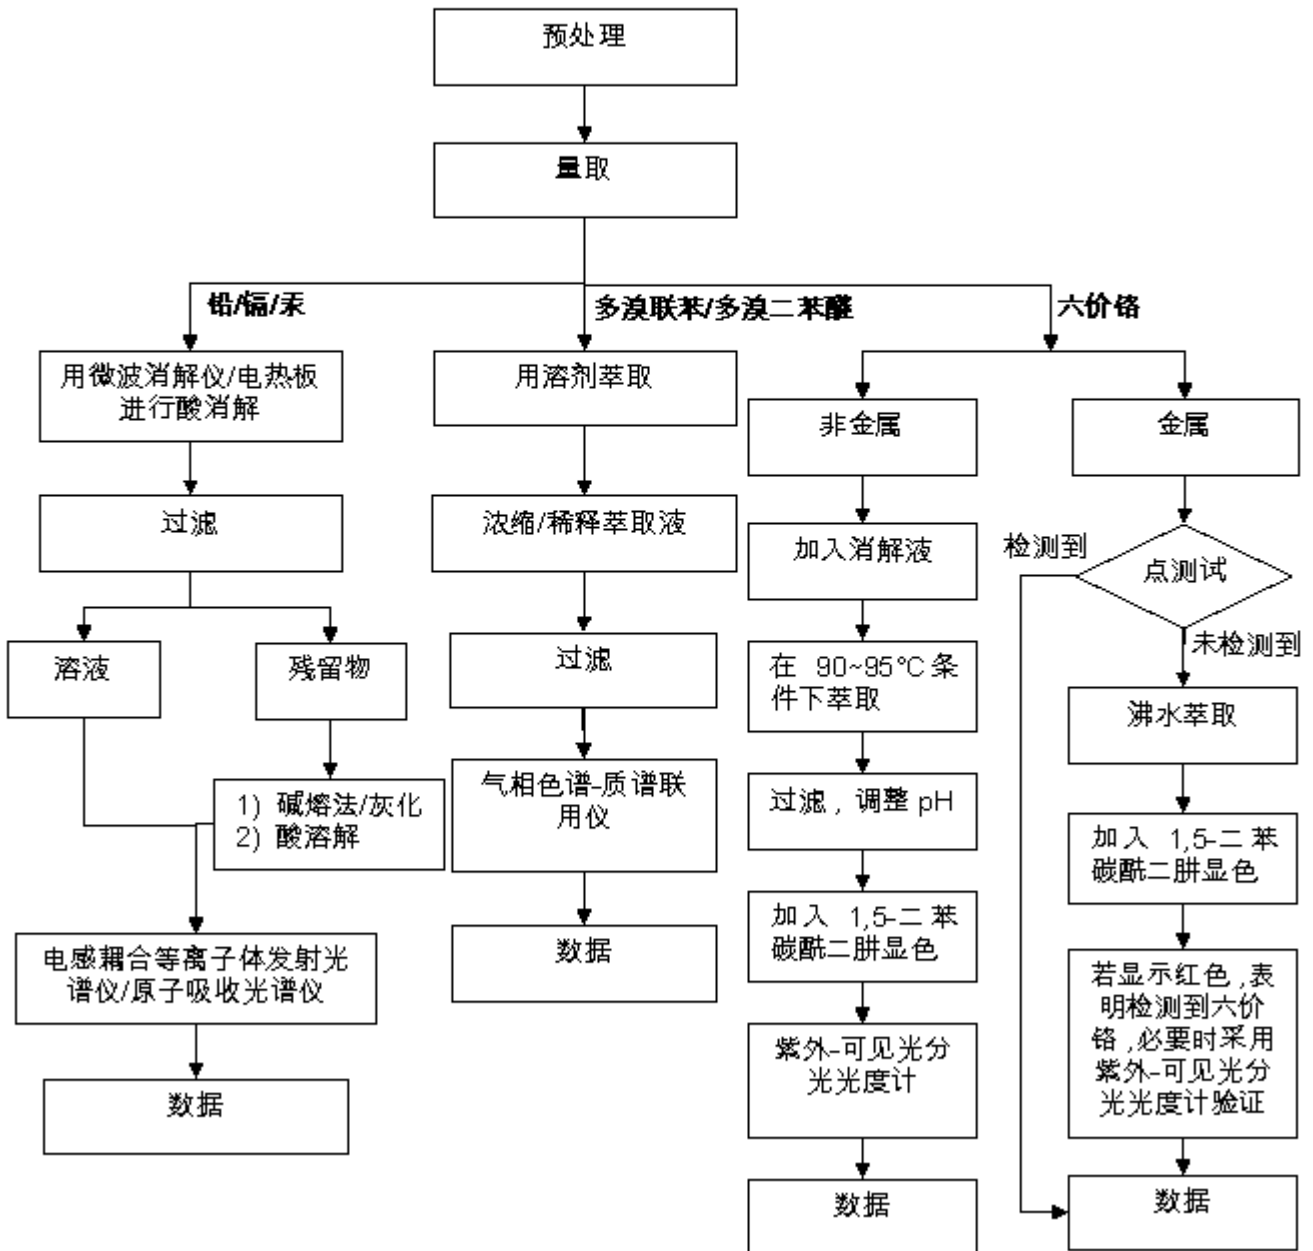 预处理
量取
铅/镉/汞
多溴联苯/多溴二苯醚
六价铬
用微波消解仪/电热板
进行酸消解
过滤
溶液
残留物
1) 碱熔法/灰化
2) 酸溶解
电感耦合等离子体发射光
谱仪/原子吸收光谱仪
数据
用溶剂萃取
浓缩/稀释萃取液
过滤
气相色谱-质谱联
用仪
数据
非金属
加入消解液
在 90~95°C 条
件下萃取
过滤，调整 pH
加入 1,5-二苯
碳酰二肼显色
紫外-可见光分
光光度计
数据
金属
点测试
检测到
未检测到
沸水萃取
加入 1,5-二苯
碳酰二肼显色
若显示红色，表
明检测到六价
铬，必要时采用
紫外-可见光分
光光度计验证
数据